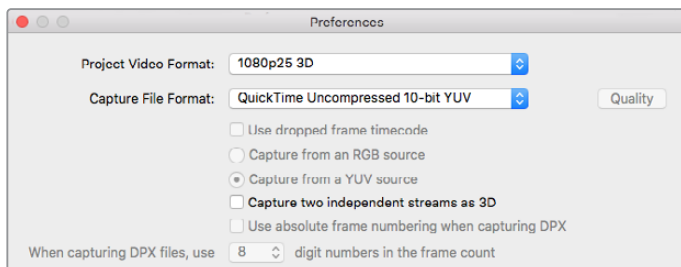 Preferences
Project Video Format: 1080p25 3D
Capture File Format: QuickTime Uncompressed 10-bit YUV Quality
Use dropped frame timecode
Capture from an RGB source
Capture from a YUV source
Capture two independent streams as 3D
Use absolute frame numbering when capturing DPX
When capturing DPX files, use 8 digit numbers in the frame count